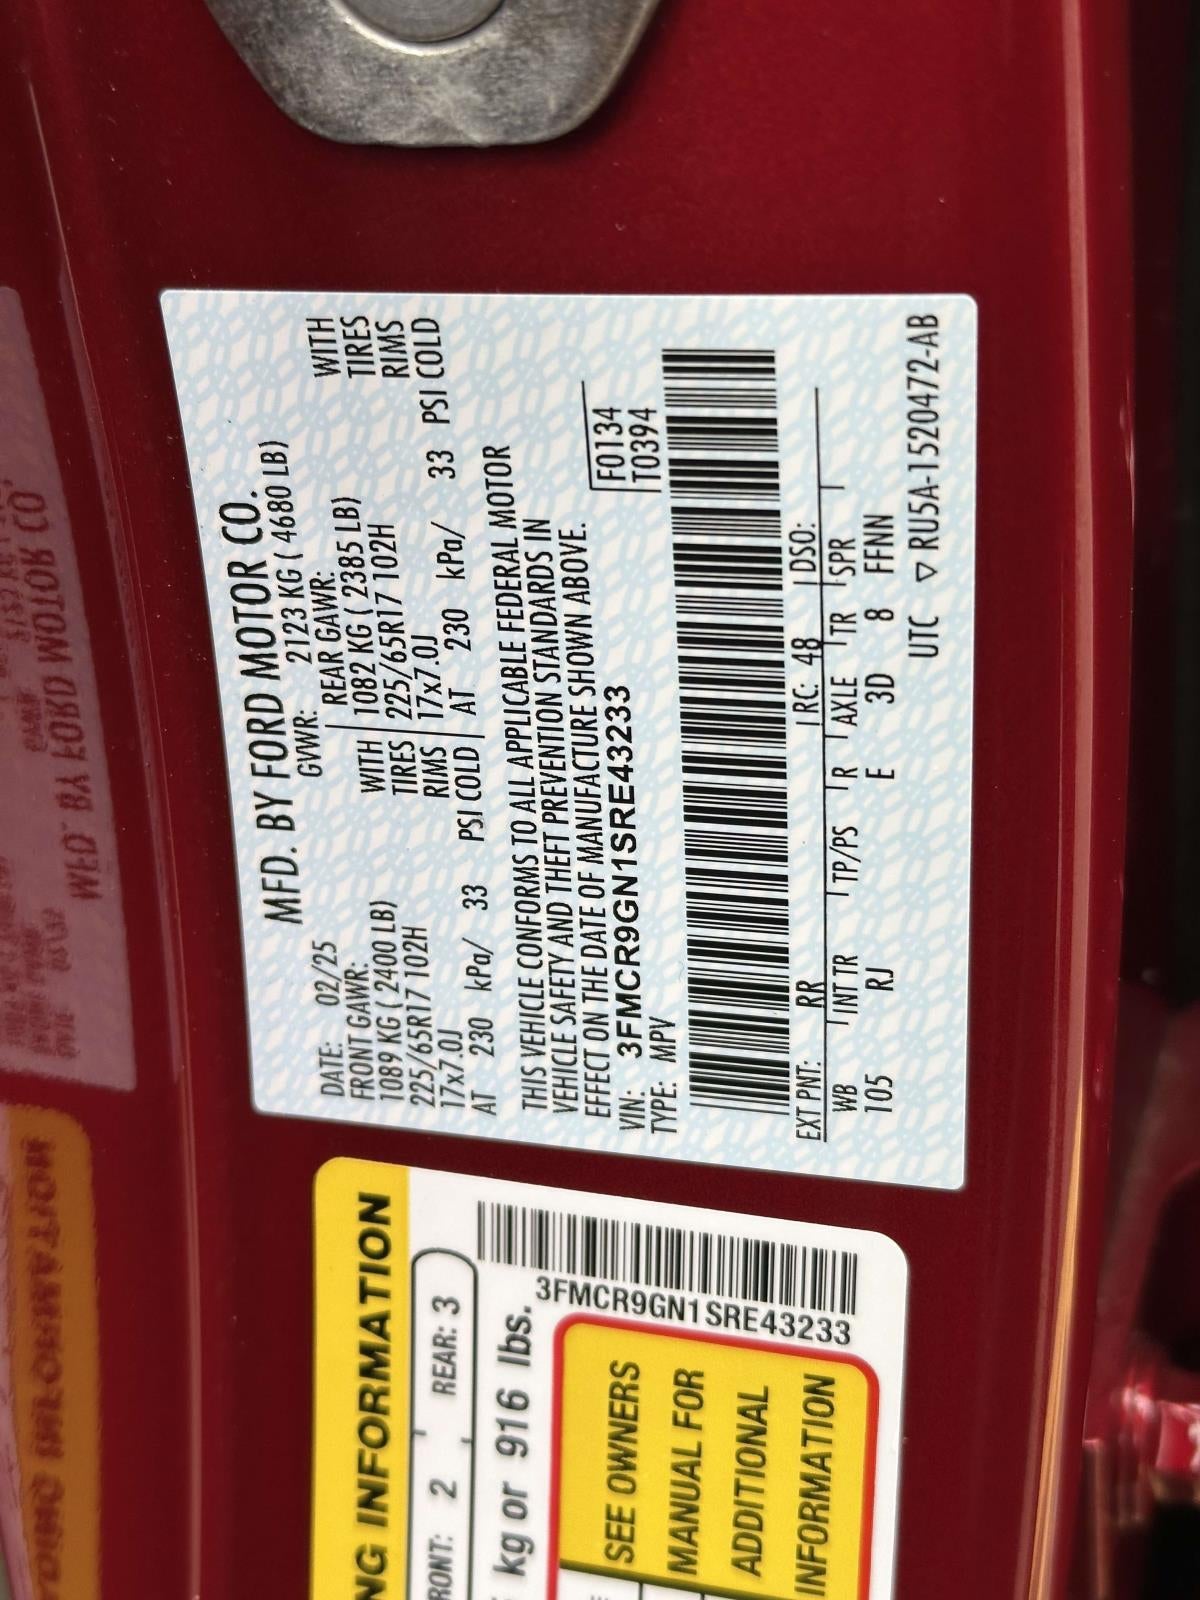 MFD. BY FORD MOTOR CO.
DATE: 02/25 GVWR: 2123 KG ( 4680 LB)
FRONT GAWR: REAR GAWR:
1089 KG ( 2400 LB) WITH 1082 KG ( 2385 LB) WITH
225/65R17 102H TIRES 225/65R17 102H TIRES
17x7.0J RIMS 17x7.0J RIMS
AT 230 kPa/ 33 PSI COLD AT 230 kPa/ 33 PSI COLD
THIS VEHICLE CONFORMS TO ALL APPLICABLE FEDERAL MOTOR
VEHICLE SAFETY AND THEFT PREVENTION STANDARDS IN
EFFECT ON THE DATE OF MANUFACTURE SHOWN ABOVE.
VIN: 3FMCR9GN1SRE43233 F0134
TYPE: MPV T0394
EXT PNT: RR RC: 48 DSO:
WB INT TR TP/PS R AXLE TR SPR
105 RJ E 3D 8 FFNN
UTC ▽ RU5A-1520472-AB
NG INFORMATION
RONT: 2 REAR: 3
kg or 916 lbs.
3FMCR9GN1SRE43233
SEE OWNERS
MANUAL FOR
ADDITIONAL
INFORMATION